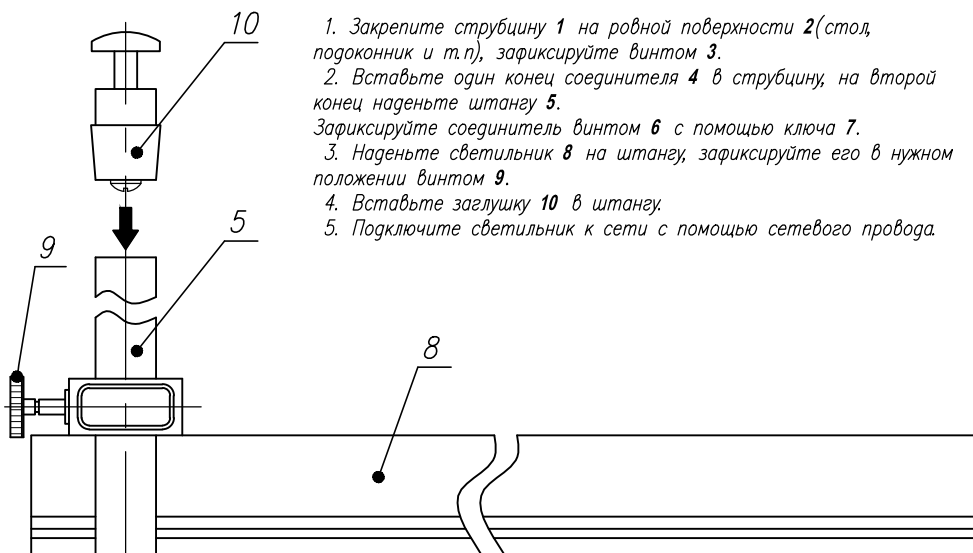 10
1. Закрепите струбцину 1 на ровной поверхности 2(стол,
подоконник и т.п), зафиксируйте винтом 3.
2. Вставьте один конец соединителя 4 в струбцину, на второй
конец наденьте штангу 5.
Зафиксируйте соединитель винтом 6 с помощью ключа 7.
3. Наденьте светильник 8 на штангу, зафиксируйте его в нужном
положении винтом 9.
4. Вставьте заглушку 10 в штангу.
5. Подключите светильник к сети с помощью сетевого провода.
5
9
8